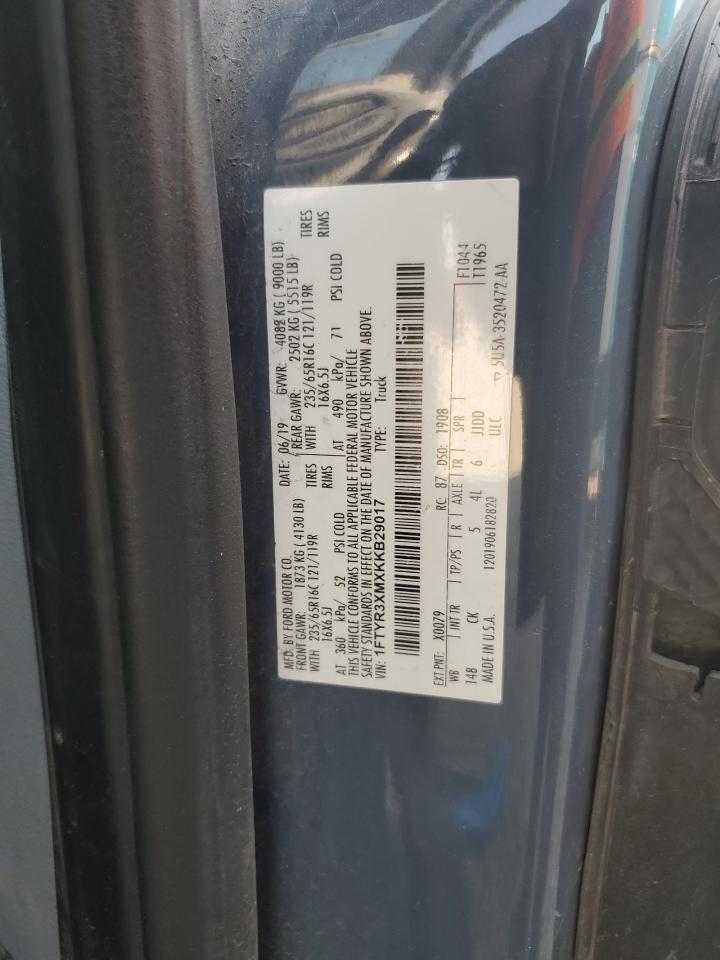 MFD. BY FORD MOTOR CO. DATE: 06/19 GVWR: 4082 KG ( 9000 LB)
FRONT GAWR: 1873 KG ( 4130 LB) REAR GAWR: 2502 KG ( 5515 LB)
WITH 235/65R16C 121/119R TIRES WITH 235/65R16C 121/119R TIRES
16X6.5J RIMS 16X6.5J RIMS
AT 360 kPa/ 52 PSI COLD AT 490 kPa/ 71 PSI COLD
THIS VEHICLE CONFORMS TO ALL APPLICABLE FEDERAL MOTOR VEHICLE
SAFETY STANDARDS IN EFFECT ON THE DATE OF MANUFACTURE SHOWN ABOVE.
VIN: 1FTYR3XMXKKB29017 TYPE: Truck
EXT PNT: X0079 RC: 87 DSO: 1908
WB INT TR TP/PS R AXLE TR SPR F1044
148 CK 5 4L 6 JJDD T1965
MADE IN U.S.A. 1201906182820 ULC 5U5A-3520472-AA